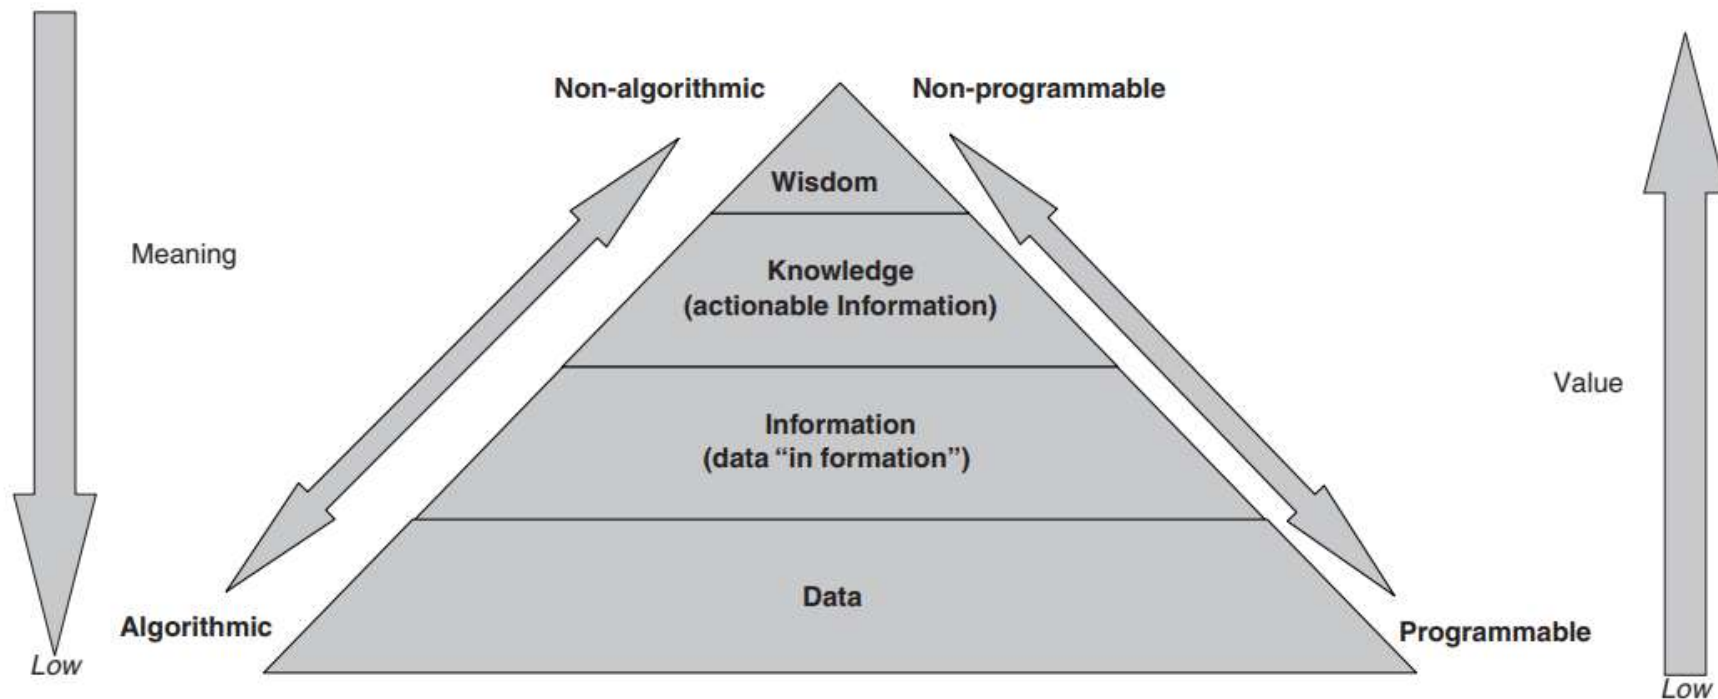 Non-algorithmic
Non-programmable
Wisdom
Meaning
Knowledge
(actionable Information)
Value
Information
(data “in formation”)
Data
Algorithmic
Programmable
Low
Low